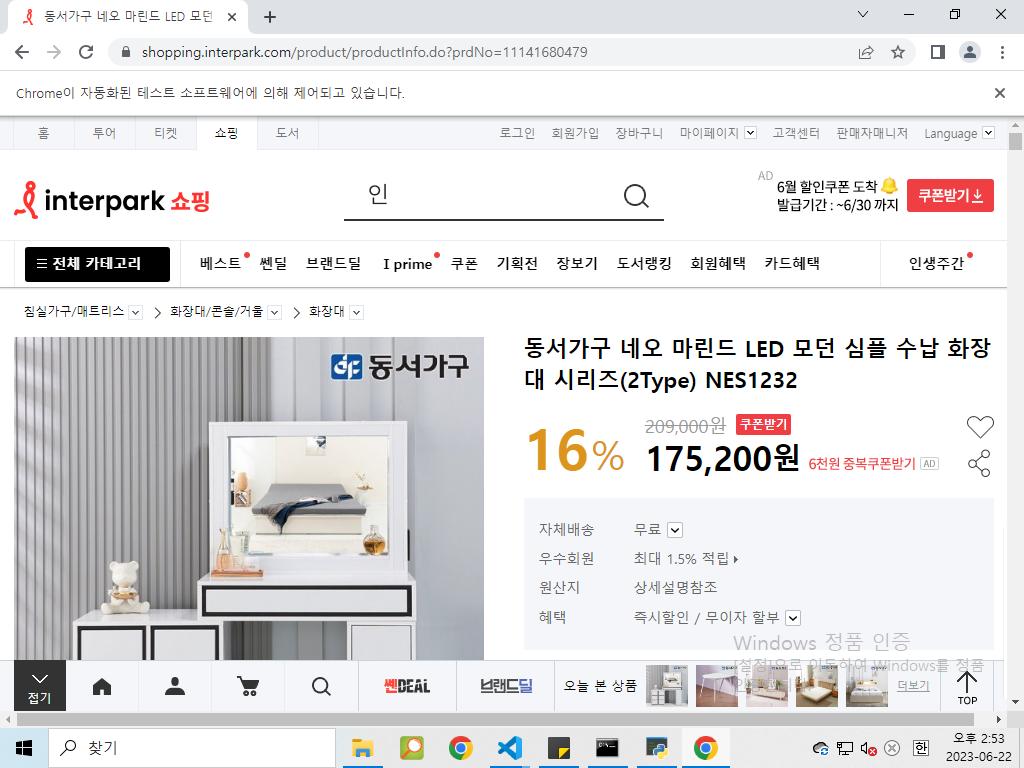 동서가구 네오 마린드 LED 모던
shopping.interpark.com/product/productInfo.do?prdNo=11141680479
Chrome이 자동화된 테스트 소프트웨어에 의해 제어되고 있습니다.
홈 투어 티켓 쇼핑 도서 로그인 회원가입 장바구니 마이페이지 고객센터 판매자매니저 Language
interpark 쇼핑
인
AD
6월 할인쿠폰 도착
발급기간 : ~6/30 까지
쿠폰받기
전체 카테고리 베스트 쎈딜 브랜드딜 I prime 쿠폰 기획전 장보기 도서랭킹 회원혜택 카드혜택 인생주간
침실가구/매트리스 화장대/콘솔/거울 화장대
동서가구
동서가구 네오 마린드 LED 모던 심플 수납 화장
대 시리즈(2Type) NES1232
16%
209,000원 쿠폰받기
175,200원 6천원 중복쿠폰받기 AD
자체배송 무료
우수회원 최대 1.5% 적립
원산지 상세설명참조
혜택 즉시할인 / 무이자 할부
Windows 정품 인증
[설정]으로 이동하여 Windows를 정품
접기
쎈DEAL
브랜드딜
오늘 본 상품
더보기
TOP
찾기
한
오후 2:53
2023-06-22